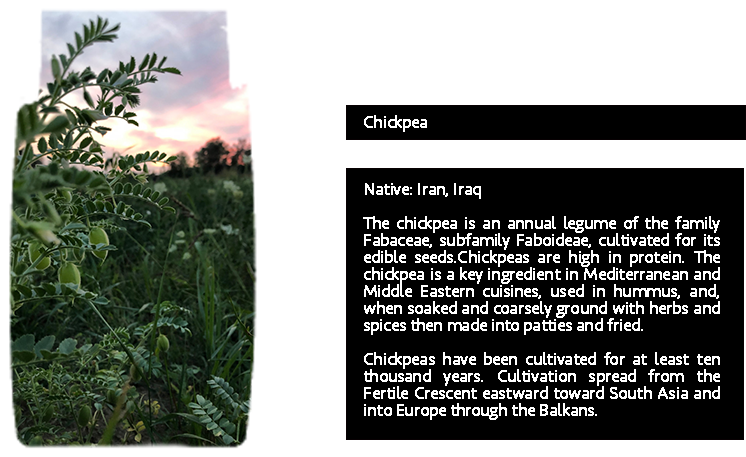 Chickpea
Native: Iran, Iraq
The chickpea is an annual legume of the family
Fabaceae, subfamily Faboideae, cultivated for its
edible seeds.Chickpeas are high in protein. The
chickpea is a key ingredient in Mediterranean and
Middle Eastern cuisines, used in hummus, and,
when soaked and coarsely ground with herbs and
spices then made into patties and fried.
Chickpeas have been cultivated for at least ten
thousand years. Cultivation spread from the
Fertile Crescent eastward toward South Asia and
into Europe through the Balkans.